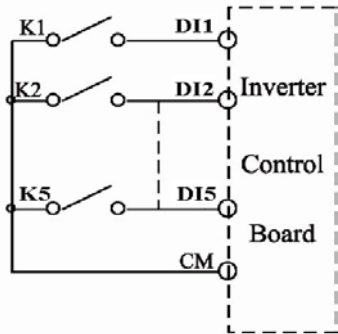 K1 DI1
K2 DI2 Inverter
Control
K5 DI5
Board
CM